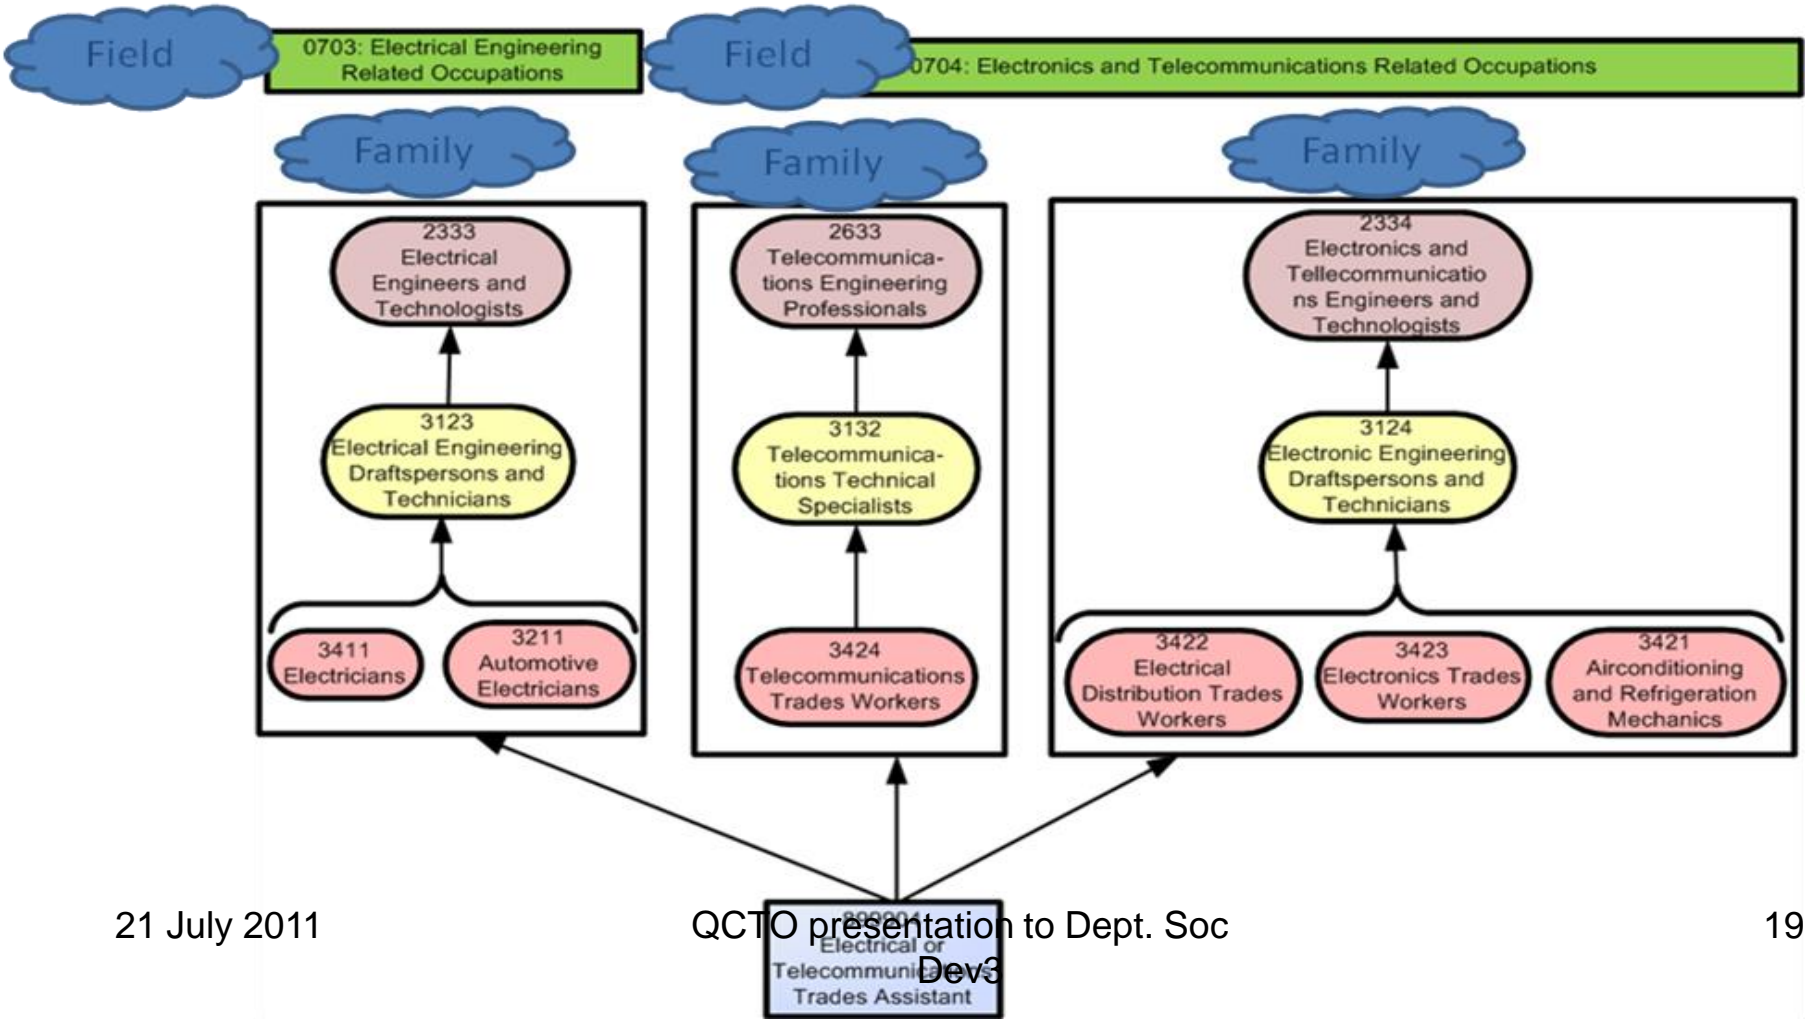 Field
0703: Electrical Engineering
Related Occupations
Field
0704: Electronics and Telecommunications Related Occupations
Family
Family
Family
2333
Electrical
Engineers and
Technologists
3123
Electrical Engineering
Draftspersons and
Technicians
3411
Electricians
3211
Automotive
Electricians
2633
Telecommunica-
tions Engineering
Professionals
3132
Telecommunica-
tions Technical
Specialists
3424
Telecommunications
Trades Workers
2334
Electronics and
Tellecommunicatio
ns Engineers and
Technologists
3124
Electronic Engineering
Draftspersons and
Technicians
3422
Electrical
Distribution Trades
Workers
3423
Electronics Trades
Workers
3421
Airconditioning
and Refrigeration
Mechanics
Electrical or
Telecommunications
Trades Assistant
21 July 2011
QCTO presentation to Dept. Soc
Dev3
19